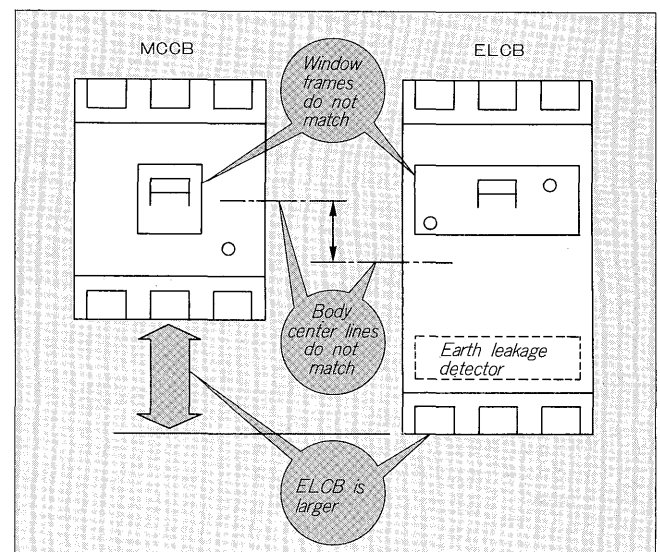 MCCB
ELCB
Window
frames
do not
match
Body
center lines
do not
match
Earth leakage
detector
ELCB is
larger